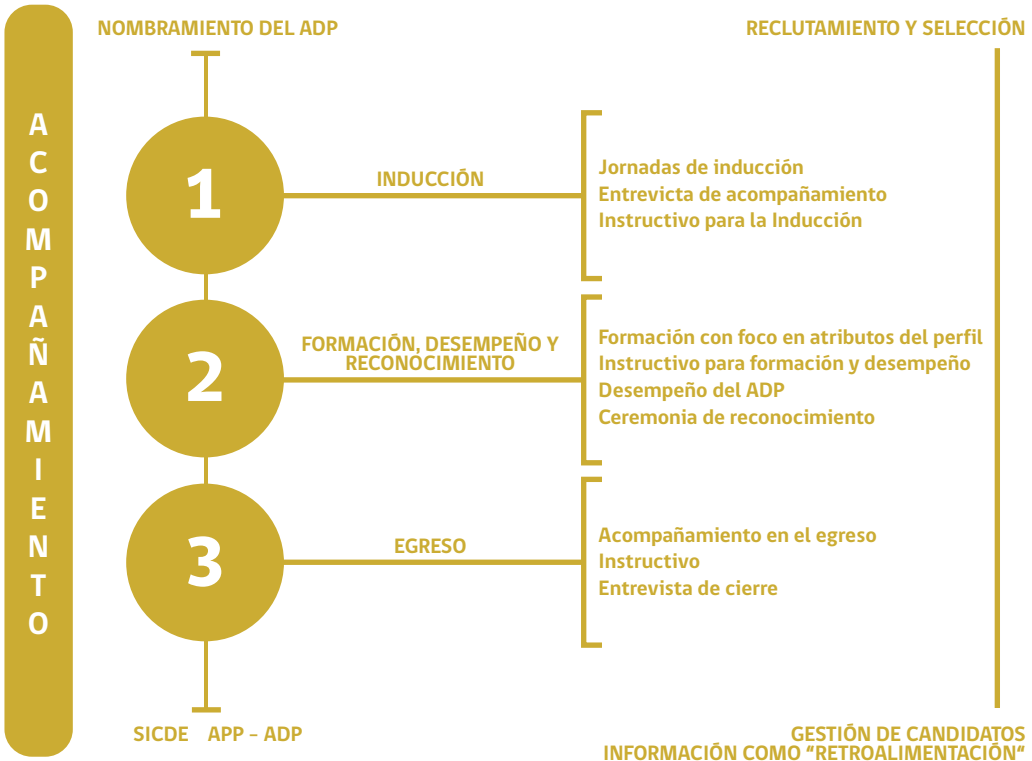 ACOMPAÑAMIENTO
NOMBRAMIENTO DEL ADP
RECLUTAMIENTO Y SELECCIÓN
1
INDUCCIÓN
Jornadas de inducción
Entrevicta de acompañamiento
Instructivo para la Inducción
2
FORMACIÓN, DESEMPEÑO Y
RECONOCIMIENTO
Formación con foco en atributos del perfil
Instructivo para formación y desempeño
Desempeño del ADP
Ceremonia de reconocimiento
3
EGRESO
Acompañamiento en el egreso
Instructivo
Entrevista de cierre
SICDE APP – ADP
GESTIÓN DE CANDIDATOS
INFORMACIÓN COMO “RETROALIMENTACIÓN“